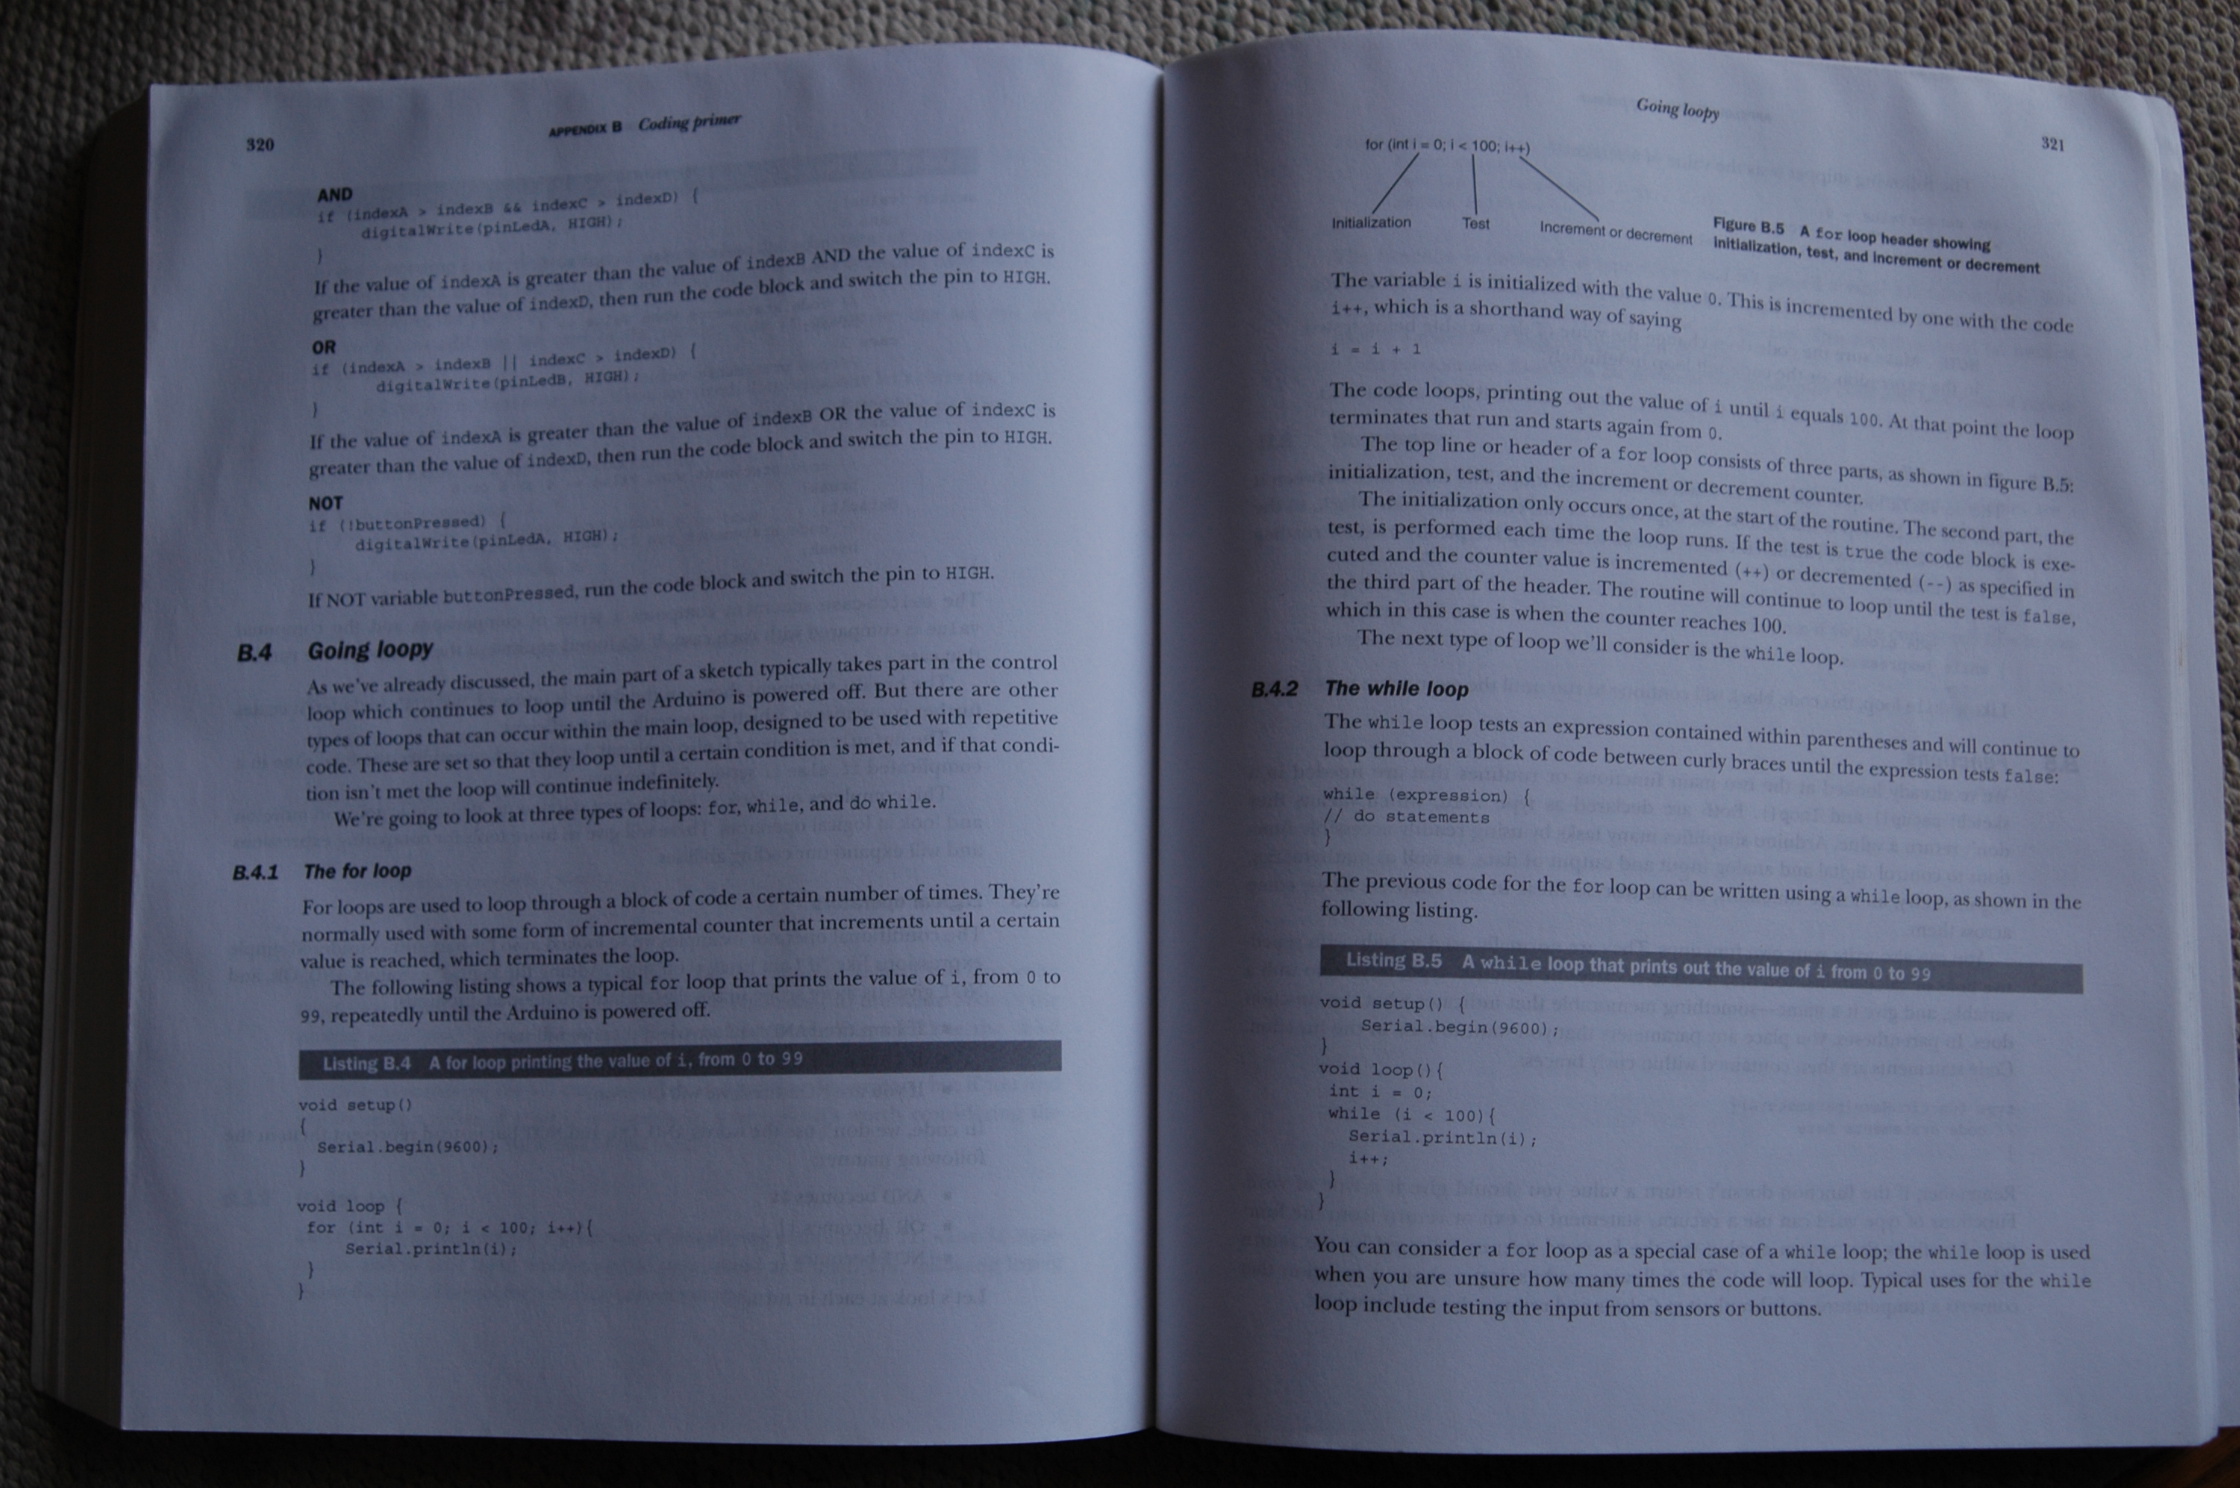 320
APPENDIX B Coding primer
AND
if (indexA > indexB && indexC > indexD) {
digitalWrite(pinLedA, HIGH);
}
If the value of indexA is greater than the value of indexB AND the value of indexC is
greater than the value of indexD, then run the code block and switch the pin to HIGH.
OR
if (indexA > indexB || indexC > indexD) {
digitalWrite(pinLedB, HIGH);
}
If the value of indexA is greater than the value of indexB OR the value of indexC is
greater than the value of indexD, then run the code block and switch the pin to HIGH.
NOT
if (!buttonPressed) {
digitalWrite(pinLedA, HIGH);
}
If NOT variable buttonPressed, run the code block and switch the pin to HIGH.
B.4 Going loopy
As we've already discussed, the main part of a sketch typically takes part in the control
loop which continues to loop until the Arduino is powered off. But there are other
types of loops that can occur within the main loop, designed to be used with repetitive
code. These are set so that they loop until a certain condition is met, and if that condi-
tion isn't met the loop will continue indefinitely.
We're going to look at three types of loops: for, while, and do while.
B.4.1 The for loop
For loops are used to loop through a block of code a certain number of times. They're
normally used with some form of incremental counter that increments until a certain
value is reached, which terminates the loop.
The following listing shows a typical for loop that prints the value of i, from 0 to
99, repeatedly until the Arduino is powered off.
Listing B.4 A for loop printing the value of i, from 0 to 99
void setup()
{
Serial.begin(9600);
}
void loop {
for (int i = 0; i < 100; i++){
Serial.println(i);
}
}
Going loopy
321
for (int i = 0; i < 100; i++)
Initialization Test Increment or decrement
Figure B.5 A for loop header showing
initialization, test, and increment or decrement
The variable i is initialized with the value 0. This is incremented by one with the code
i++, which is a shorthand way of saying
i = i + 1
The code loops, printing out the value of i until i equals 100. At that point the loop
terminates that run and starts again from 0.
The top line or header of a for loop consists of three parts, as shown in figure B.5:
initialization, test, and the increment or decrement counter.
The initialization only occurs once, at the start of the routine. The second part, the
test, is performed each time the loop runs. If the test is true the code block is exe-
cuted and the counter value is incremented (++) or decremented (--) as specified in
the third part of the header. The routine will continue to loop until the test is false,
which in this case is when the counter reaches 100.
The next type of loop we'll consider is the while loop.
B.4.2 The while loop
The while loop tests an expression contained within parentheses and will continue to
loop through a block of code between curly braces until the expression tests false:
while (expression) {
// do statements
}
The previous code for the for loop can be written using a while loop, as shown in the
following listing.
Listing B.5 A while loop that prints out the value of i from 0 to 99
void setup() {
Serial.begin(9600);
}
void loop(){
int i = 0;
while (i < 100){
Serial.println(i);
i++;
}
}
You can consider a for loop as a special case of a while loop; the while loop is used
when you are unsure how many times the code will loop. Typical uses for the while
loop include testing the input from sensors or buttons.